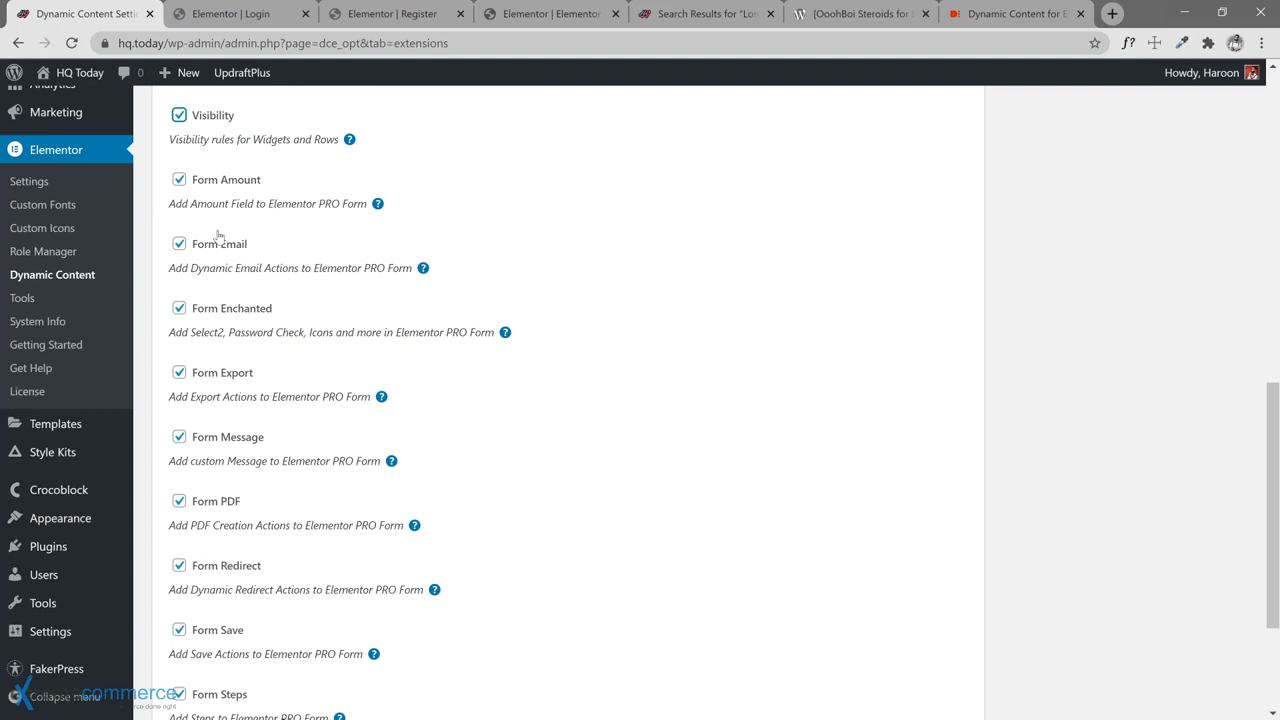 Dynamic Content Setti
Elementor | Login
Elementor | Register
Elementor | Elementor
Search Results for "Los
[OoohBoi Steroids for
Dynamic Content for E
hq.today/wp-admin/admin.php?page=dce_opt&tab=extensions
HQ Today
0
New
UpdraftPlus
Howdy, Haroon
Analytics
Marketing
Elementor
Settings
Custom Fonts
Custom Icons
Role Manager
Dynamic Content
Tools
System Info
Getting Started
Get Help
License
Templates
Style Kits
Crocoblock
Appearance
Plugins
Users
Tools
Settings
FakerPress
Collapse menu
commerce
Visibility
Visibility rules for Widgets and Rows
Form Amount
Add Amount Field to Elementor PRO Form
Form Email
Add Dynamic Email Actions to Elementor PRO Form
Form Enchanted
Add Select2, Password Check, Icons and more in Elementor PRO Form
Form Export
Add Export Actions to Elementor PRO Form
Form Message
Add custom Message to Elementor PRO Form
Form PDF
Add PDF Creation Actions to Elementor PRO Form
Form Redirect
Add Dynamic Redirect Actions to Elementor PRO Form
Form Save
Add Save Actions to Elementor PRO Form
Form Steps
Add Steps to Elementor PRO Form